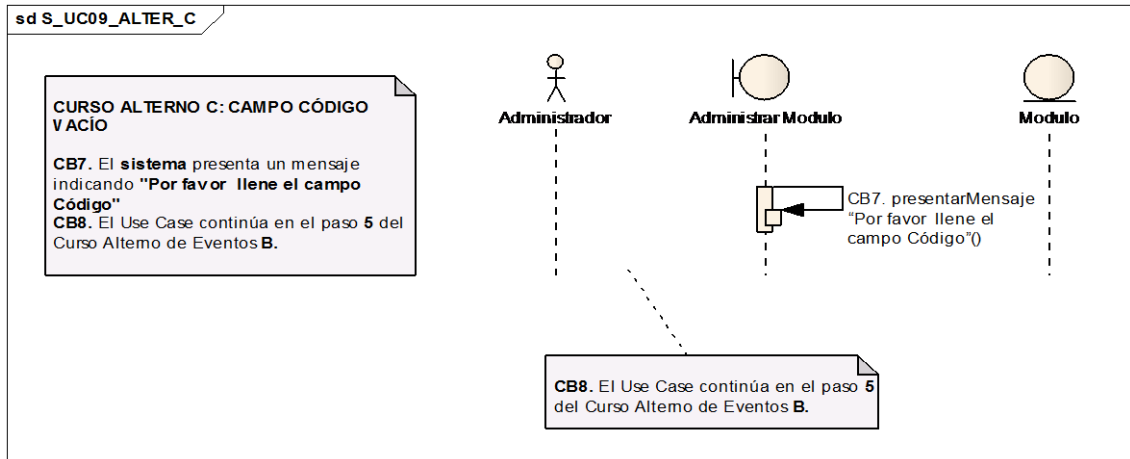 sd S_UC09_ALTER_C
CURSO ALTERNO C: CAMPO CÓDIGO
VACÍO
CB7. El sistema presenta un mensaje
indicando "Por favor llene el campo
Código"
CB8. El Use Case continúa en el paso 5 del
Curso Alterno de Eventos B.
Administrador
Administrar Modulo
Modulo
CB7. presentarMensaje
“Por favor llene el
campo Código”()
CB8. El Use Case continúa en el paso 5
del Curso Alterno de Eventos B.